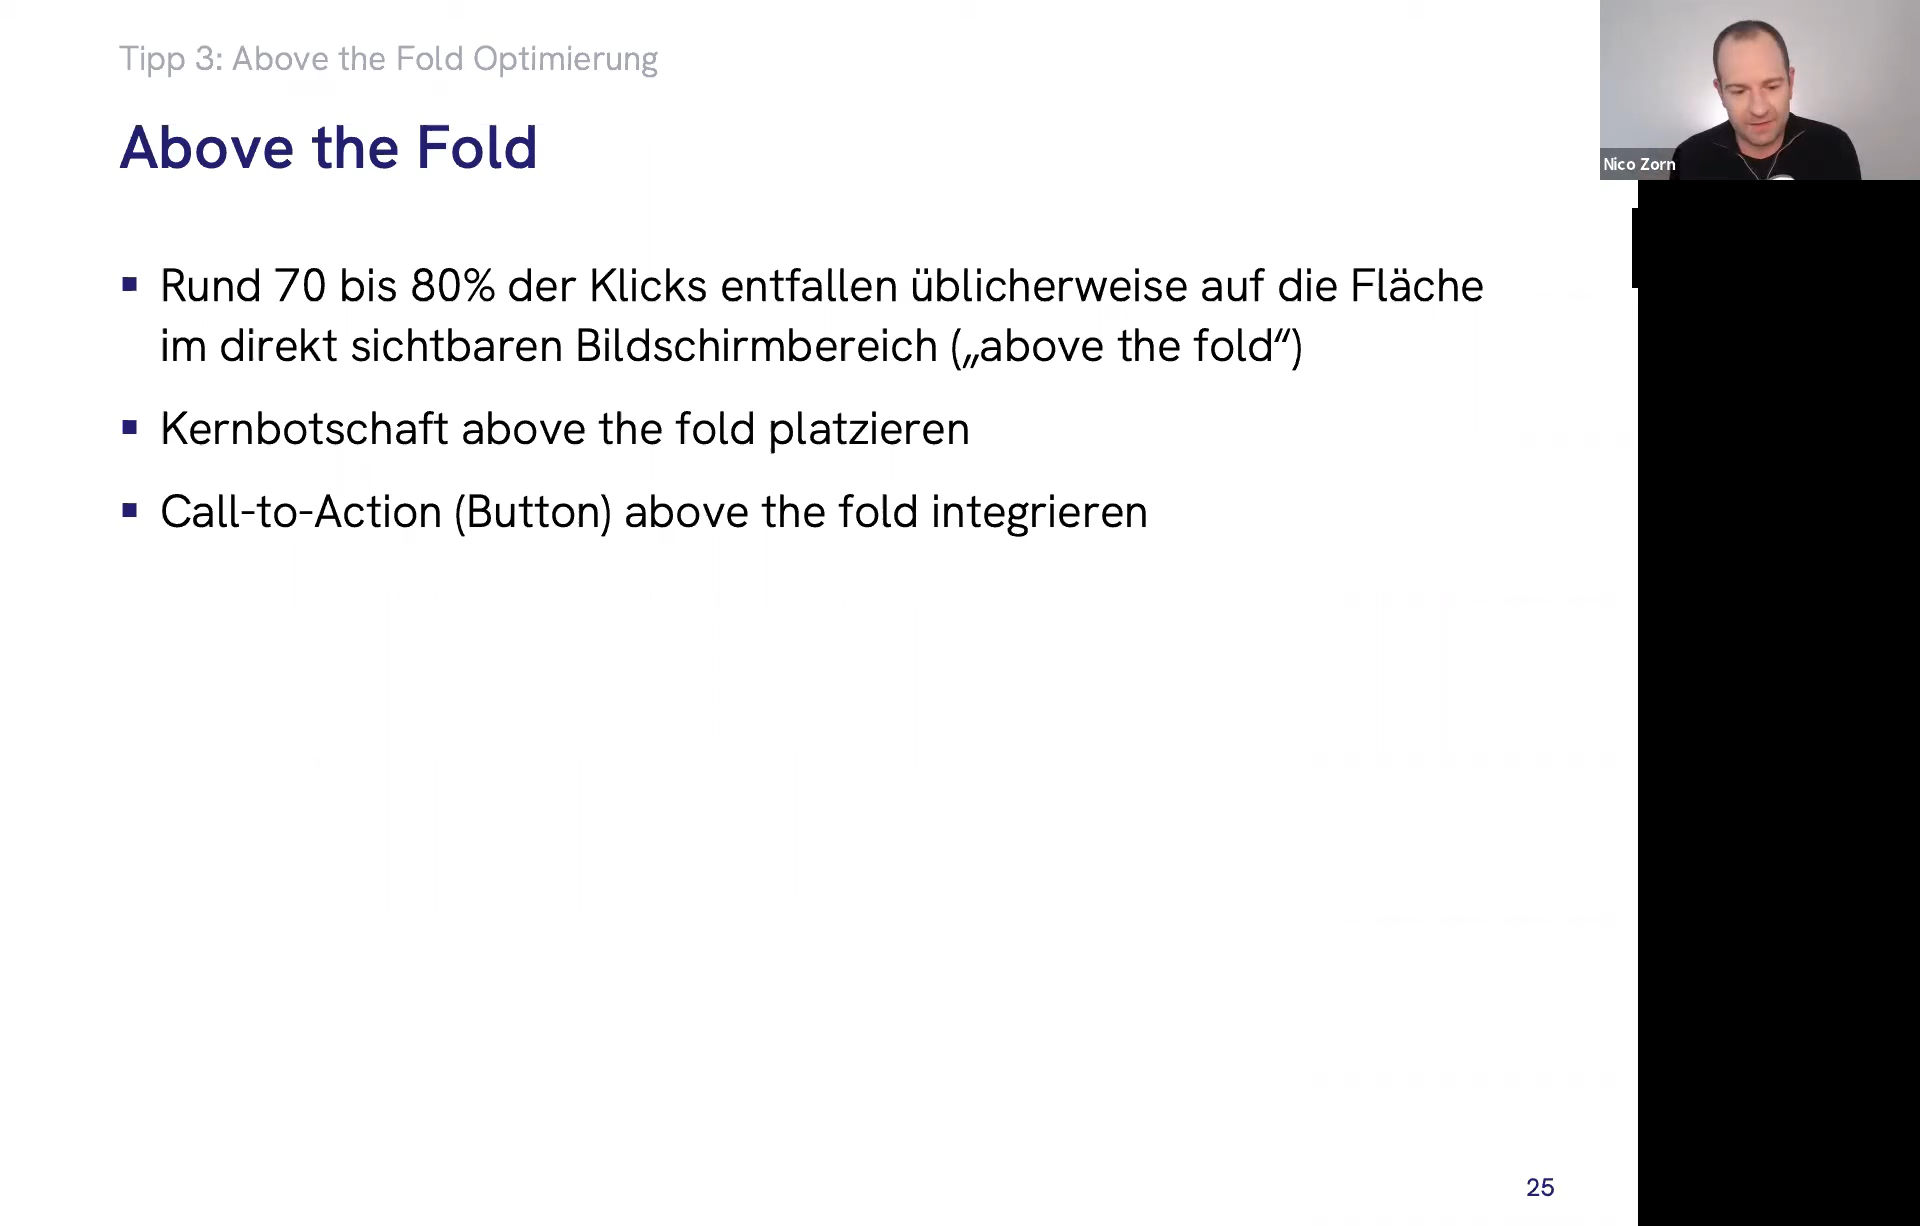 Tipp 3: Above the Fold Optimierung
Above the Fold
▪ Rund 70 bis 80% der Klicks entfallen üblicherweise auf die Fläche
im direkt sichtbaren Bildschirmbereich („above the fold“)
▪ Kernbotschaft above the fold platzieren
▪ Call-to-Action (Button) above the fold integrieren
Nico Zorn
25